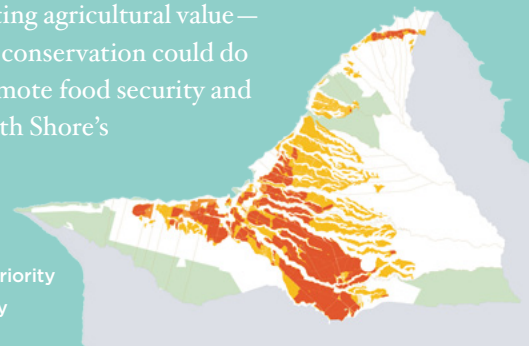 ting agricultural value—
conservation could do
mote food security and
th Shore’s
riority
y